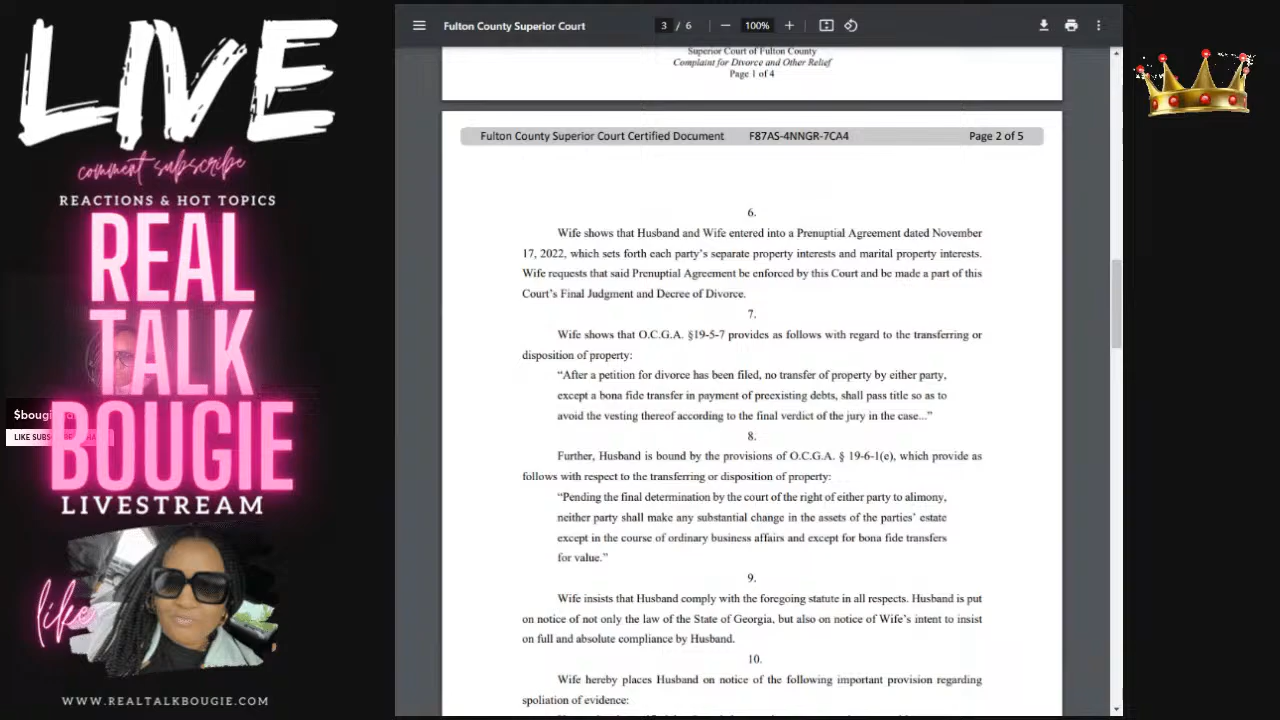 LIVE
comment subscribe
REACTIONS & HOT TOPICS
REAL
TALK
BOUGIE
LIVESTREAM
like
WWW.REALTALKBOUGIE.COM
LIKE
Fulton County Superior Court
3 / 6
100%
Superior Court of Fulton County
Complaint for Divorce and Other Relief
Page 1 of 4
Fulton County Superior Court Certified Document F87AS-4NNGR-7CA4 Page 2 of 5
6.
Wife shows that Husband and Wife entered into a Prenuptial Agreement dated November
17, 2022, which sets forth each party’s separate property interests and marital property interests.
Wife requests that said Prenuptial Agreement be enforced by this Court and be made a part of this
Court’s Final Judgment and Decree of Divorce.
7.
Wife shows that O.C.G.A. §19-5-7 provides as follows with regard to the transferring or
disposition of property:
“After a petition for divorce has been filed, no transfer of property by either party,
except a bona fide transfer in payment of preexisting debts, shall pass title so as to
avoid the vesting thereof according to the final verdict of the jury in the case...”
8.
Further, Husband is bound by the provisions of O.C.G.A. § 19-6-1(e), which provide as
follows with respect to the transferring or disposition of property:
“Pending the final determination by the court of the right of either party to alimony,
neither party shall make any substantial change in the assets of the parties’ estate
except in the course of ordinary business affairs and except for bona fide transfers
for value.”
9.
Wife insists that Husband comply with the foregoing statute in all respects. Husband is put
on notice of not only the law of the State of Georgia, but also on notice of Wife’s intent to insist
on full and absolute compliance by Husband.
10.
Wife hereby places Husband on notice of the following important provision regarding
spoliation of evidence: